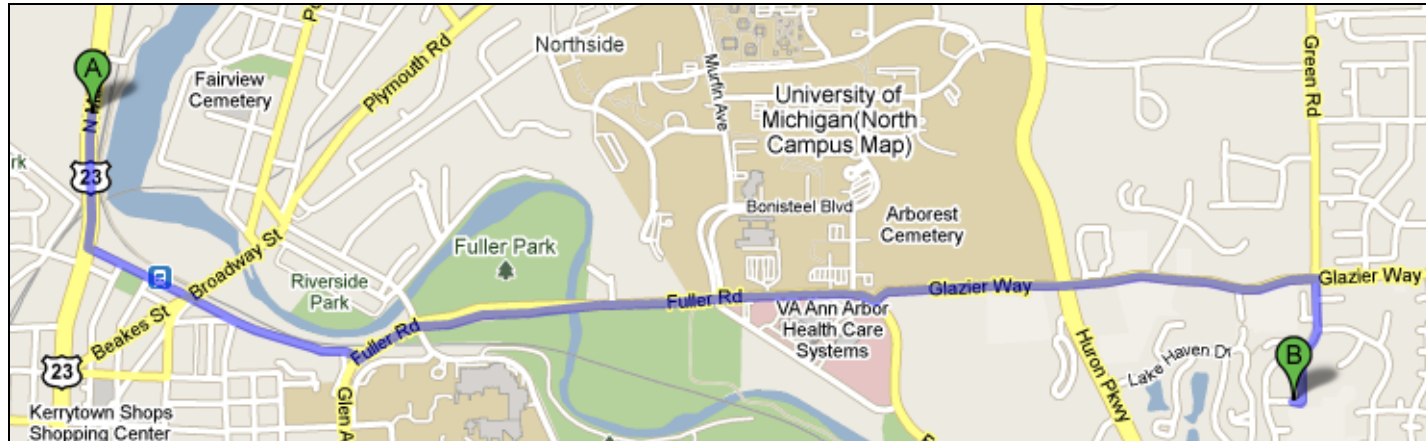 A
N M
Fairview
Cemetery
Plymouth Rd
Northside
Murfin Ave
University of
Michigan(North
Campus Map)
Green Rd
rk
23
Bonisteel Blvd
Arborest
Cemetery
Fuller Park
Broadway St
Riverside
Park
Beakes St
Fuller Rd
Fuller Rd
Glazier Way
Glazier Way
VA Ann Arbor
Health Care
Systems
Huron Pkwy
Lake Haven Dr
B
23
Glen A
Kerrytown Shops
Shopping Center